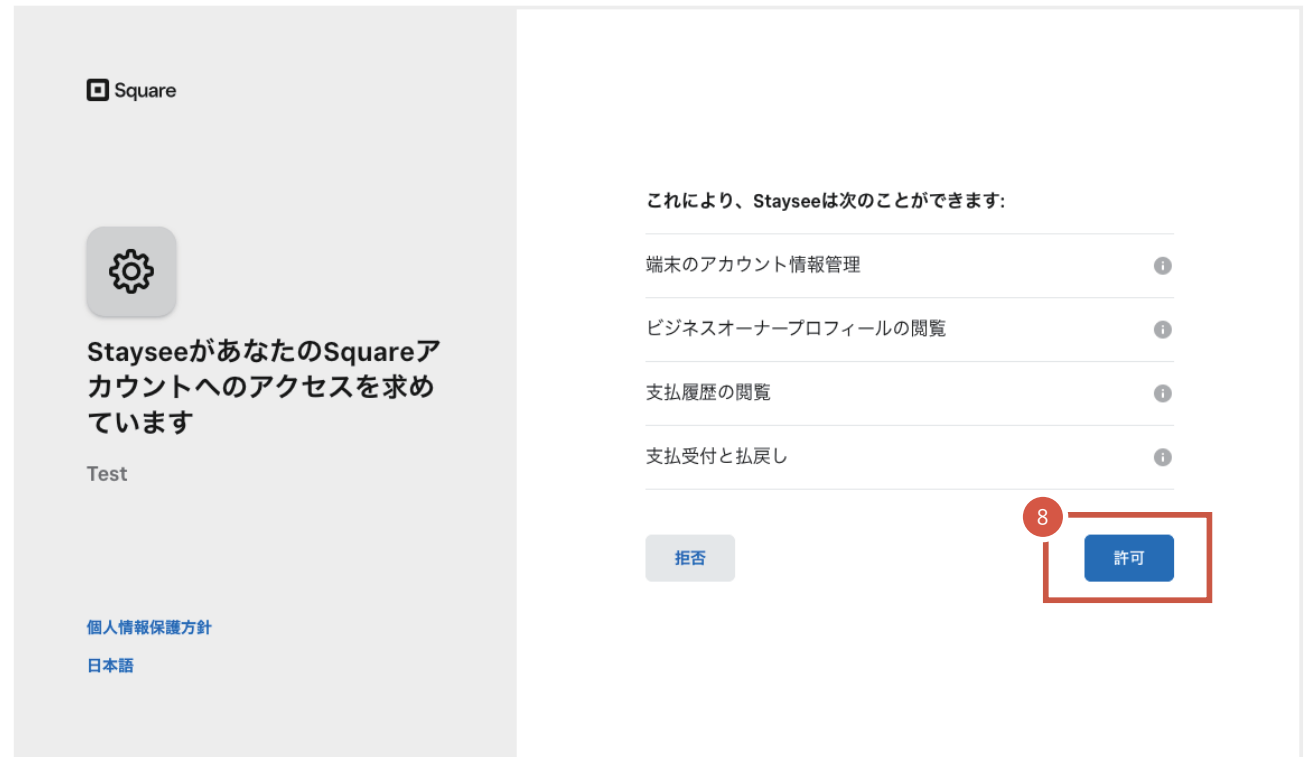 Square
StayseeがあなたのSquareア
カウントへのアクセスを求め
ています
Test
個人情報保護方針
日本語
これにより、Stayseeは次のことができます:
端末のアカウント情報管理
ビジネスオーナープロフィールの閲覧
支払履歴の閲覧
支払受付と払戻し
8
拒否
許可